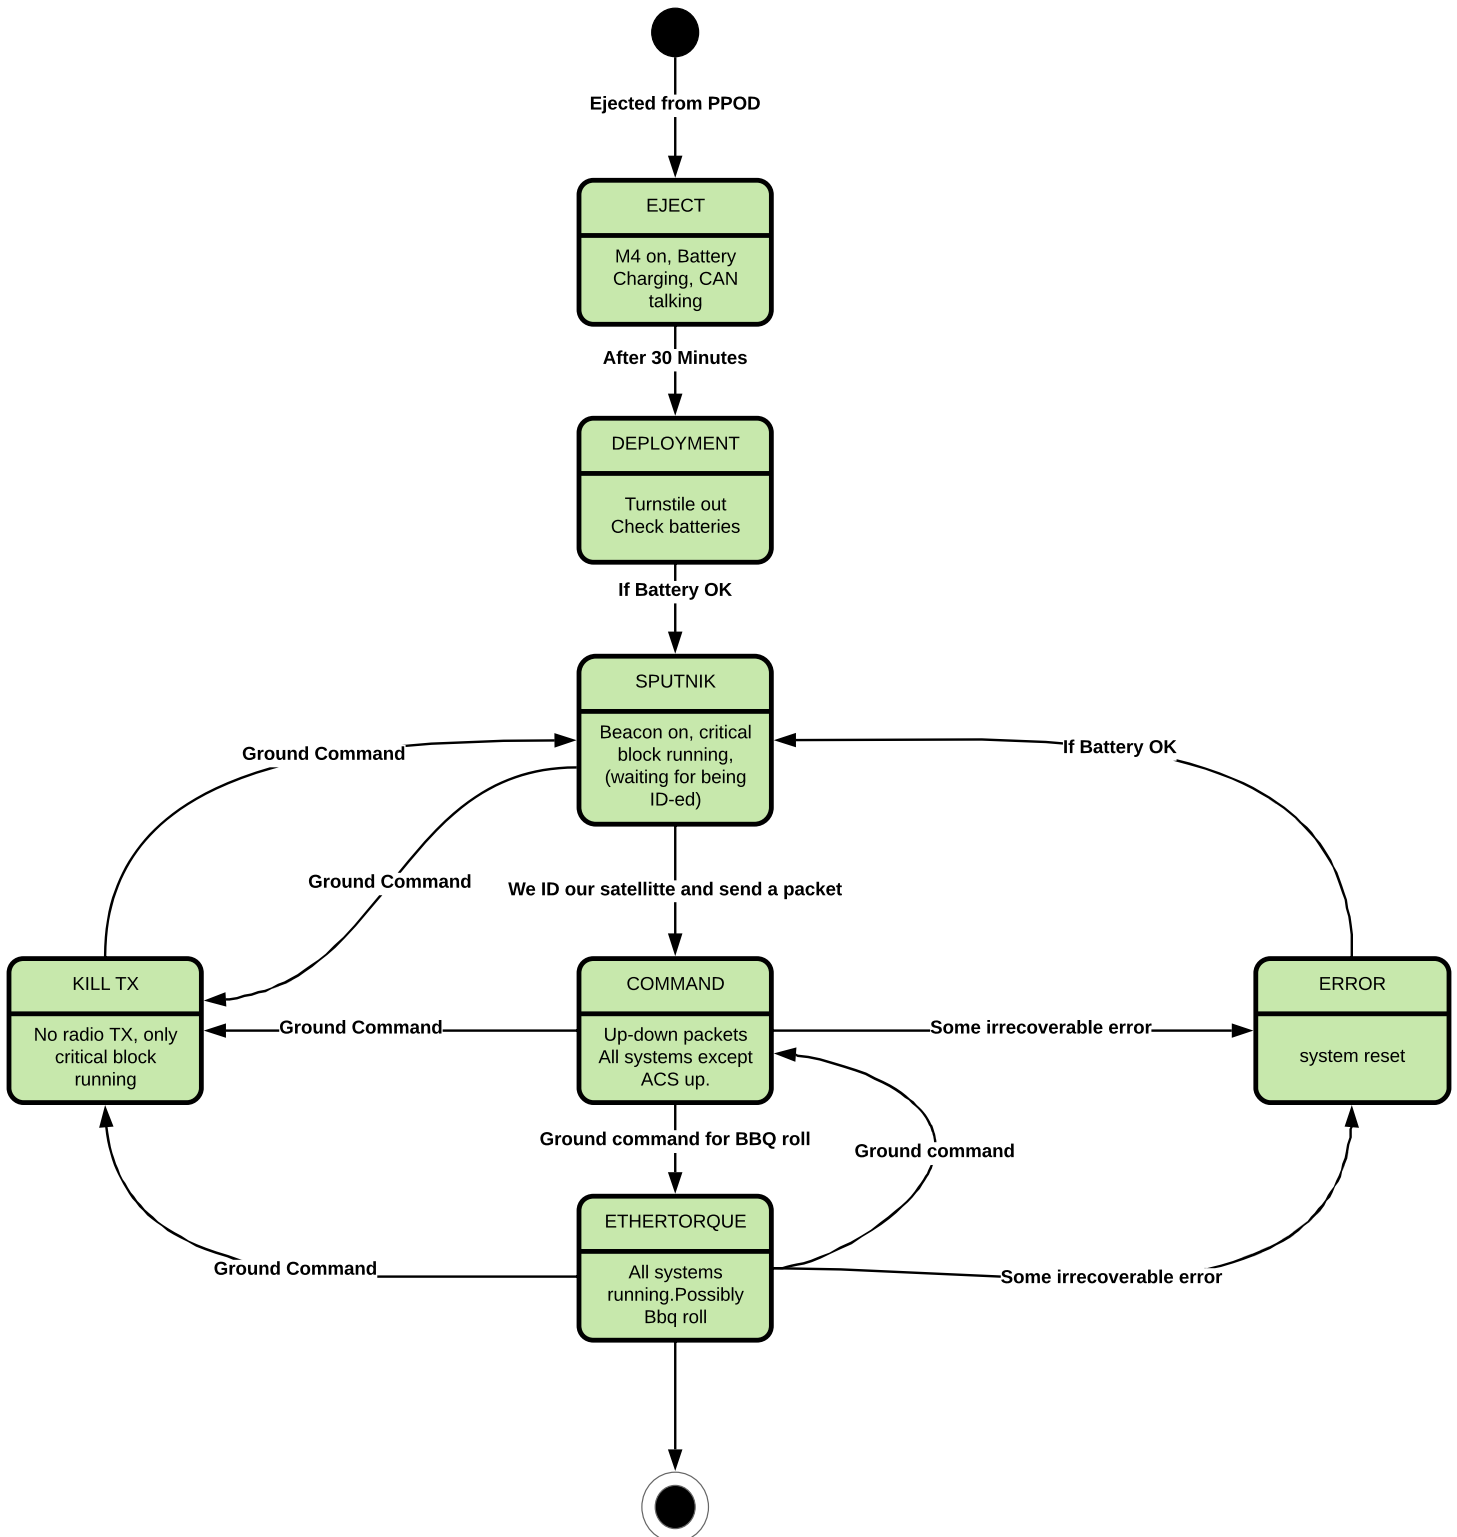 Ejected from PPOD
EJECT
M4 on, Battery
Charging, CAN
talking
After 30 Minutes
DEPLOYMENT
Turnstile out
Check batteries
If Battery OK
SPUTNIK
Beacon on, critical
block running,
(waiting for being
ID-ed)
Ground Command
If Battery OK
Ground Command
We ID our satellitte and send a packet
KILL TX
No radio TX, only
critical block
running
Ground Command
COMMAND
Up-down packets
All systems except
ACS up.
Some irrecoverable error
ERROR
system reset
Ground command for BBQ roll
Ground command
ETHERTORQUE
All systems
running.Possibly
Bbq roll
Ground Command
Some irrecoverable error